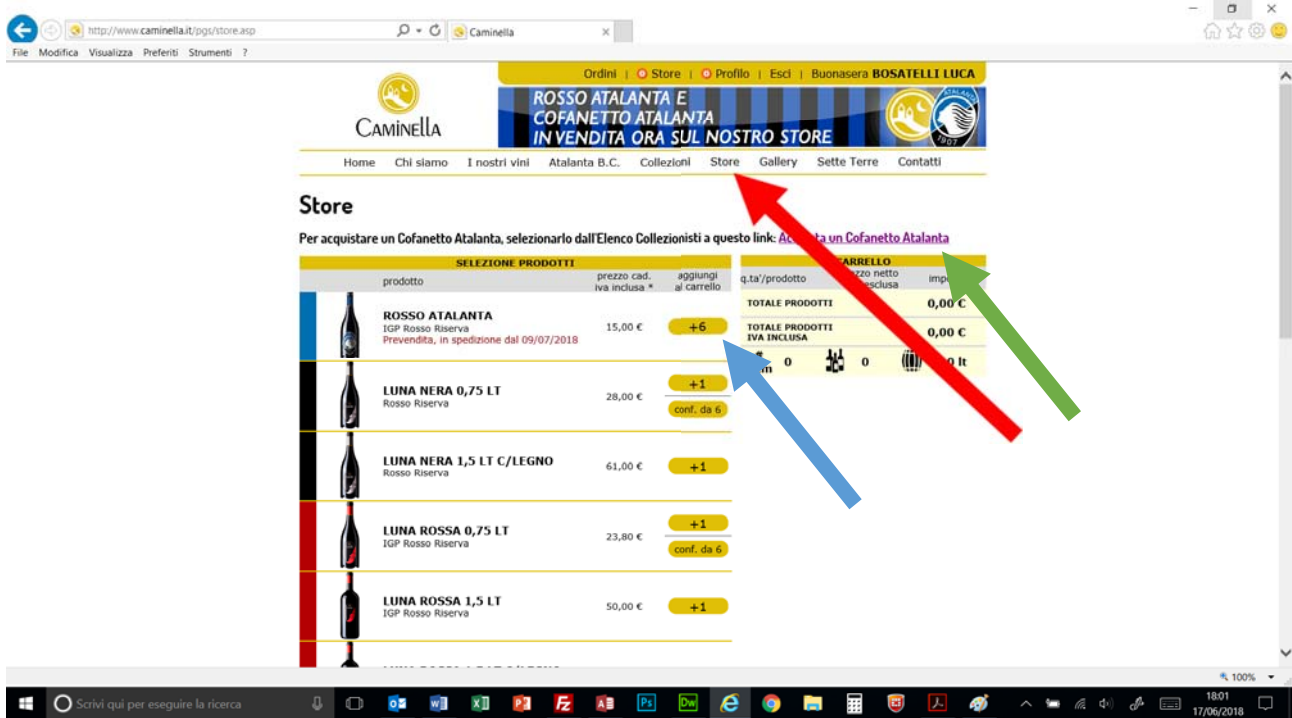 http://www.caminella.it/pgs/store.asp
Caminella
File Modifica Visualizza Preferiti Strumenti ?
Ordini | Store | Profilo | Esci | Buonasera BOSATELLI LUCA
CAMINELLA
ROSSO ATALANTA E
COFANETTO ATALANTA
IN VENDITA ORA SUL NOSTRO STORE
ATALANTA
1907
Home Chi siamo I nostri vini Atalanta B.C. Collezioni Store Gallery Sette Terre Contatti
Store
Per acquistare un Cofanetto Atalanta, selezionarlo dall'Elenco Collezionisti a questo link: un Cofanetto Atalanta
SELEZIONE PRODOTTI
prodotto
prezzo cad.
iva inclusa *
aggiungi
al carrello
ROSSO ATALANTA
IGP Rosso Riserva
Prevendita, in spedizione dal 09/07/2018
15,00 €
+6
LUNA NERA 0,75 LT
Rosso Riserva
28,00 €
+1
conf. da 6
LUNA NERA 1,5 LT C/LEGNO
Rosso Riserva
61,00 €
+1
LUNA ROSSA 0,75 LT
IGP Rosso Riserva
23,80 €
+1
conf. da 6
LUNA ROSSA 1,5 LT
IGP Rosso Riserva
50,00 €
+1
q.ta'/prodotto
netto
TOTALE PRODOTTI
0,00 €
TOTALE PRODOTTI
IVA INCLUSA
0,00 €
0
0
lt
100%
Scrivi qui per eseguire la ricerca
18:01
17/06/2018